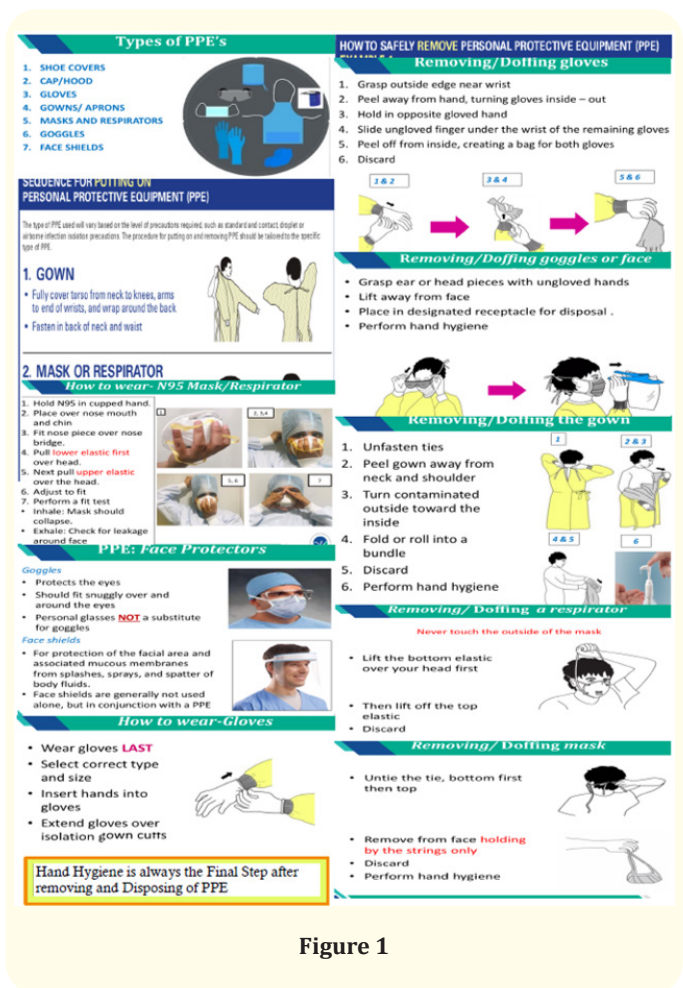 Types of PPE's
1. SHOE COVERS
2. CAP/HOOD
3. GLOVES
4. GOWNS/ APRONS
5. MASKS AND RESPIRATORS
6. GOGGLES
7. FACE SHIELDS
SEQUENCE FOR PUTTING ON
PERSONAL PROTECTIVE EQUIPMENT (PPE)
The type of PPE used will vary based on the level of precautions required, such as standard and contact, droplet or
airborne infection isolation precautions. The procedure for putting on and removing PPE should be tailored to the specific
type of PPE.
1. GOWN
• Fully cover torso from neck to knees, arms
to end of wrists, and wrap around the back
• Fasten in back of neck and waist
2. MASK OR RESPIRATOR
How to wear- N95 Mask/Respirator
1. Hold N95 in cupped hand.
2. Place over nose mouth
and chin
3. Fit nose piece over nose
bridge.
4. Pull lower elastic first
over head.
5. Next pull upper elastic
over the head.
6. Adjust to fit
7. Perform a fit test
• Inhale: Mask should
collapse.
• Exhale: Check for leakage
around face
1
2, 3,4
5, 6
7
PPE: Face Protectors
Goggles
• Protects the eyes
• Should fit snuggly over and
around the eyes
• Personal glasses NOT a substitute
for goggles
Face shields
• For protection of the facial area and
associated mucous membranes
from splashes, sprays, and spatter of
body fluids.
• Face shields are generally not used
alone, but in conjunction with a PPE
How to wear-Gloves
• Wear gloves LAST
• Select correct type
and size
• Insert hands into
gloves
• Extend gloves over
isolation gown cuffs
Hand Hygiene is always the Final Step after
removing and Disposing of PPE
HOW TO SAFELY REMOVE PERSONAL PROTECTIVE EQUIPMENT (PPE)
Removing/Doffing gloves
1. Grasp outside edge near wrist
2. Peel away from hand, turning gloves inside – out
3. Hold in opposite gloved hand
4. Slide ungloved finger under the wrist of the remaining gloves
5. Peel off from inside, creating a bag for both gloves
6. Discard
1 & 2
3 & 4
5 & 6
Removing/Doffing goggles or face
• Grasp ear or head pieces with ungloved hands
• Lift away from face
• Place in designated receptacle for disposal .
• Perform hand hygiene
Removing/Doffing the gown
1. Unfasten ties
2. Peel gown away from
neck and shoulder
3. Turn contaminated
outside toward the
inside
4. Fold or roll into a
bundle
5. Discard
6. Perform hand hygiene
1
2 & 3
4 & 5
6
Removing/ Doffing a respirator
Never touch the outside of the mask
• Lift the bottom elastic
over your head first
• Then lift off the top
elastic
• Discard
Removing/ Doffing mask
• Untie the tie, bottom first
then top
• Remove from face holding
by the strings only
• Discard
• Perform hand hygiene
Figure 1